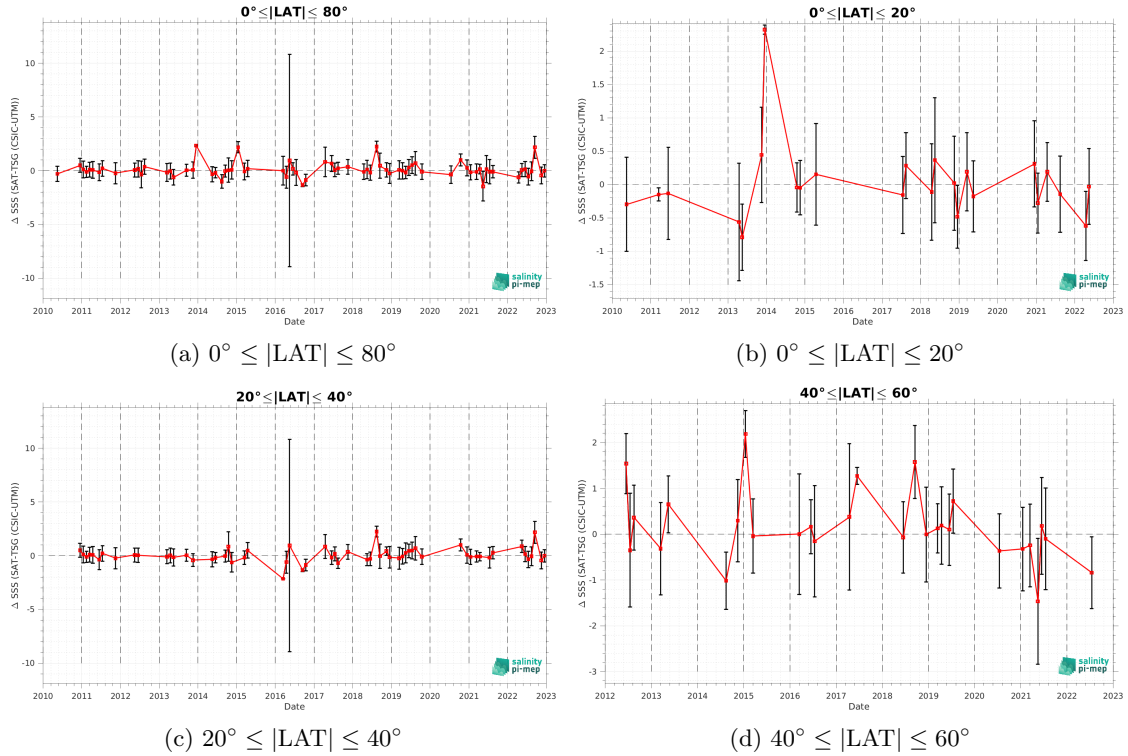 0°≤|LAT|≤ 80°
Δ SSS (SAT-TSG (CSIC-UTM))
10
5
0
-5
-10
2010 2011 2012 2013 2014 2015 2016 2017 2018 2019 2020 2021 2022 2023
Date
salinity
pi-mep
(a) 0° ≤ |LAT| ≤ 80°
0°≤|LAT|≤ 20°
Δ SSS (SAT-TSG (CSIC-UTM))
2
1.5
1
0.5
0
-0.5
-1
-1.5
2010 2011 2012 2013 2014 2015 2016 2017 2018 2019 2020 2021 2022 2023
Date
salinity
pi-mep
(b) 0° ≤ |LAT| ≤ 20°
20°≤|LAT|≤ 40°
Δ SSS (SAT-TSG (CSIC-UTM))
10
5
0
-5
-10
2010 2011 2012 2013 2014 2015 2016 2017 2018 2019 2020 2021 2022 2023
Date
salinity
pi-mep
(c) 20° ≤ |LAT| ≤ 40°
40°≤|LAT|≤ 60°
Δ SSS (SAT-TSG (CSIC-UTM))
2
1
0
-1
-2
-3
2012 2013 2014 2015 2016 2017 2018 2019 2020 2021 2022 2023
Date
salinity
pi-mep
(d) 40° ≤ |LAT| ≤ 60°